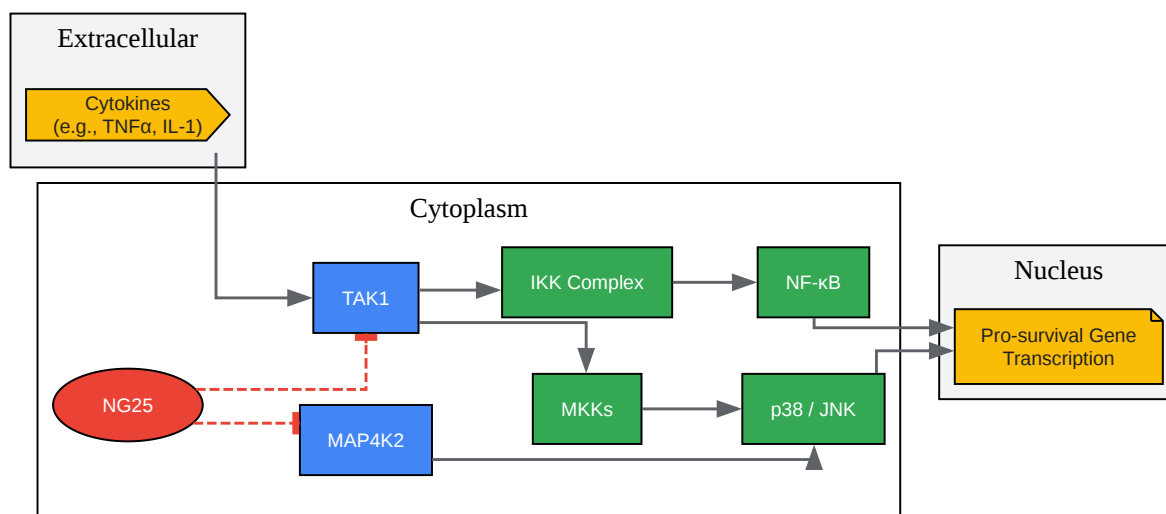 Extracellular
Cytokines
(e.g., TNFα, IL-1)
Cytoplasm
TAK1
IKK Complex
NF-κB
Nucleus
Pro-survival Gene
Transcription
NG25
MAP4K2
MKKs
p38 / JNK